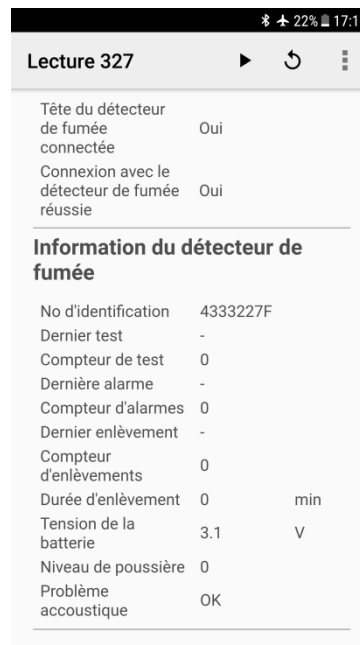 22% 17:1
Lecture 327
Tête du détecteur
de fumée
connectée
Oui
Connexion avec le
détecteur de fumée
réussie
Oui
Information du détecteur de
fumée
No d'identification 4333227F
Dernier test -
Compteur de test 0
Dernière alarme -
Compteur d'alarmes 0
Dernier enlèvement -
Compteur
d'enlèvements
0
Durée d'enlèvement 0 min
Tension de la
batterie
3.1 V
Niveau de poussière 0
Problème
accoustique
OK